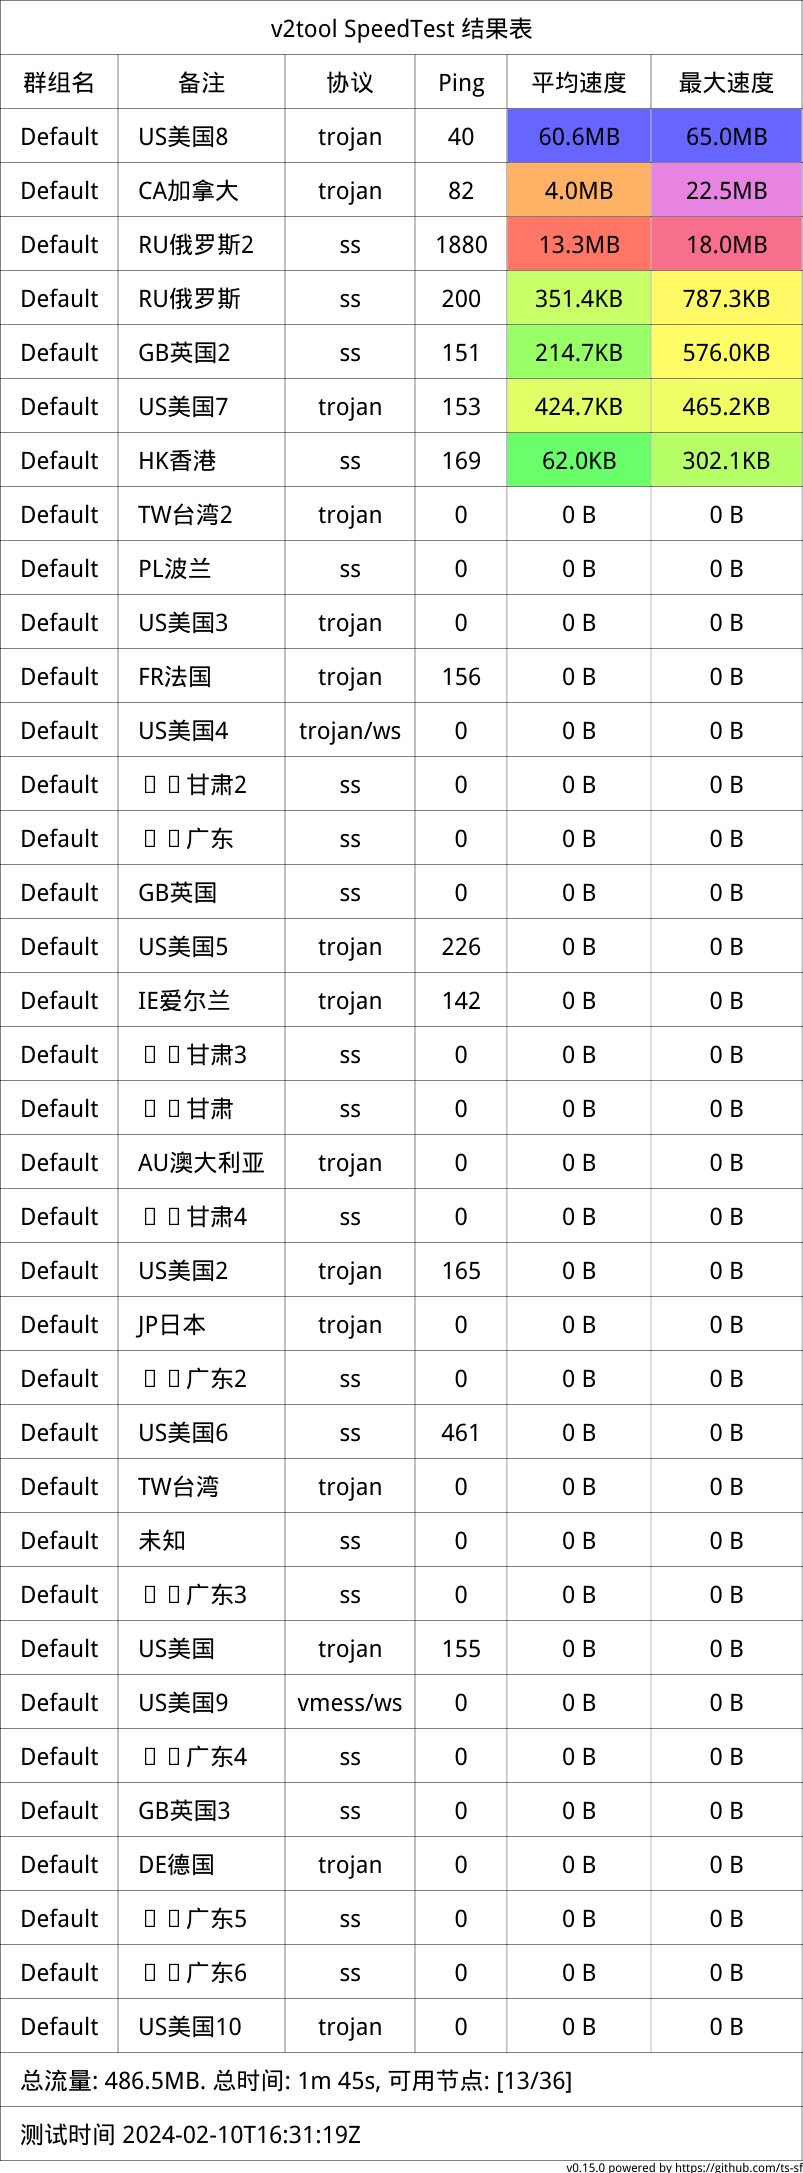 v2tool SpeedTest 结果表
群组名 备注 协议 Ping 平均速度 最大速度
Default US美国8 trojan 40 60.6MB 65.0MB
Default CA加拿大 trojan 82 4.0MB 22.5MB
Default RU俄罗斯2 ss 1880 13.3MB 18.0MB
Default RU俄罗斯 ss 200 351.4KB 787.3KB
Default GB英国2 ss 151 214.7KB 576.0KB
Default US美国7 trojan 153 424.7KB 465.2KB
Default HK香港 ss 169 62.0KB 302.1KB
Default TW台湾2 trojan 0 0 B 0 B
Default PL波兰 ss 0 0 B 0 B
Default US美国3 trojan 0 0 B 0 B
Default FR法国 trojan 156 0 B 0 B
Default US美国4 trojan/ws 0 0 B 0 B
Default 甘肃2 ss 0 0 B 0 B
Default 广东 ss 0 0 B 0 B
Default GB英国 ss 0 0 B 0 B
Default US美国5 trojan 226 0 B 0 B
Default IE爱尔兰 trojan 142 0 B 0 B
Default 甘肃3 ss 0 0 B 0 B
Default 甘肃 ss 0 0 B 0 B
Default AU澳大利亚 trojan 0 0 B 0 B
Default 甘肃4 ss 0 0 B 0 B
Default US美国2 trojan 165 0 B 0 B
Default JP日本 trojan 0 0 B 0 B
Default 广东2 ss 0 0 B 0 B
Default US美国6 ss 461 0 B 0 B
Default TW台湾 trojan 0 0 B 0 B
Default 未知 ss 0 0 B 0 B
Default 广东3 ss 0 0 B 0 B
Default US美国 trojan 155 0 B 0 B
Default US美国9 vmess/ws 0 0 B 0 B
Default 广东4 ss 0 0 B 0 B
Default GB英国3 ss 0 0 B 0 B
Default DE德国 trojan 0 0 B 0 B
Default 广东5 ss 0 0 B 0 B
Default 广东6 ss 0 0 B 0 B
Default US美国10 trojan 0 0 B 0 B
总流量: 486.5MB. 总时间: 1m 45s, 可用节点: [13/36]
测试时间 2024-02-10T16:31:19Z
v0.15.0 powered by https://github.com/ts-sf